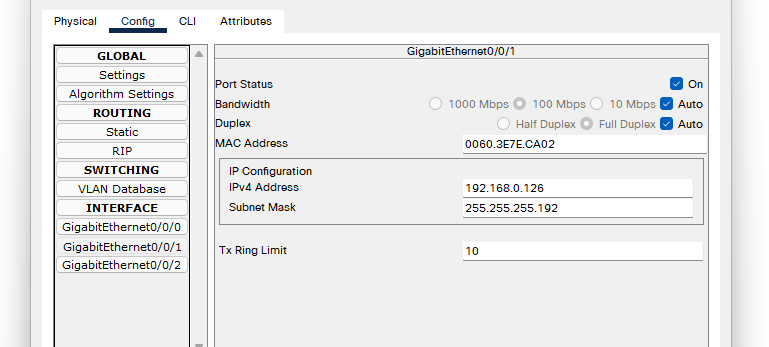 Physical Config CLI Attributes
GLOBAL
Settings
Algorithm Settings
ROUTING
Static
RIP
SWITCHING
VLAN Database
INTERFACE
GigabitEthernet0/0/0
GigabitEthernet0/0/1
GigabitEthernet0/0/2
GigabitEthernet0/0/1
Port Status On
Bandwidth 1000 Mbps 100 Mbps 10 Mbps Auto
Duplex Half Duplex Full Duplex Auto
MAC Address 0060.3E7E.CA02
IP Configuration
IPv4 Address 192.168.0.126
Subnet Mask 255.255.255.192
Tx Ring Limit 10